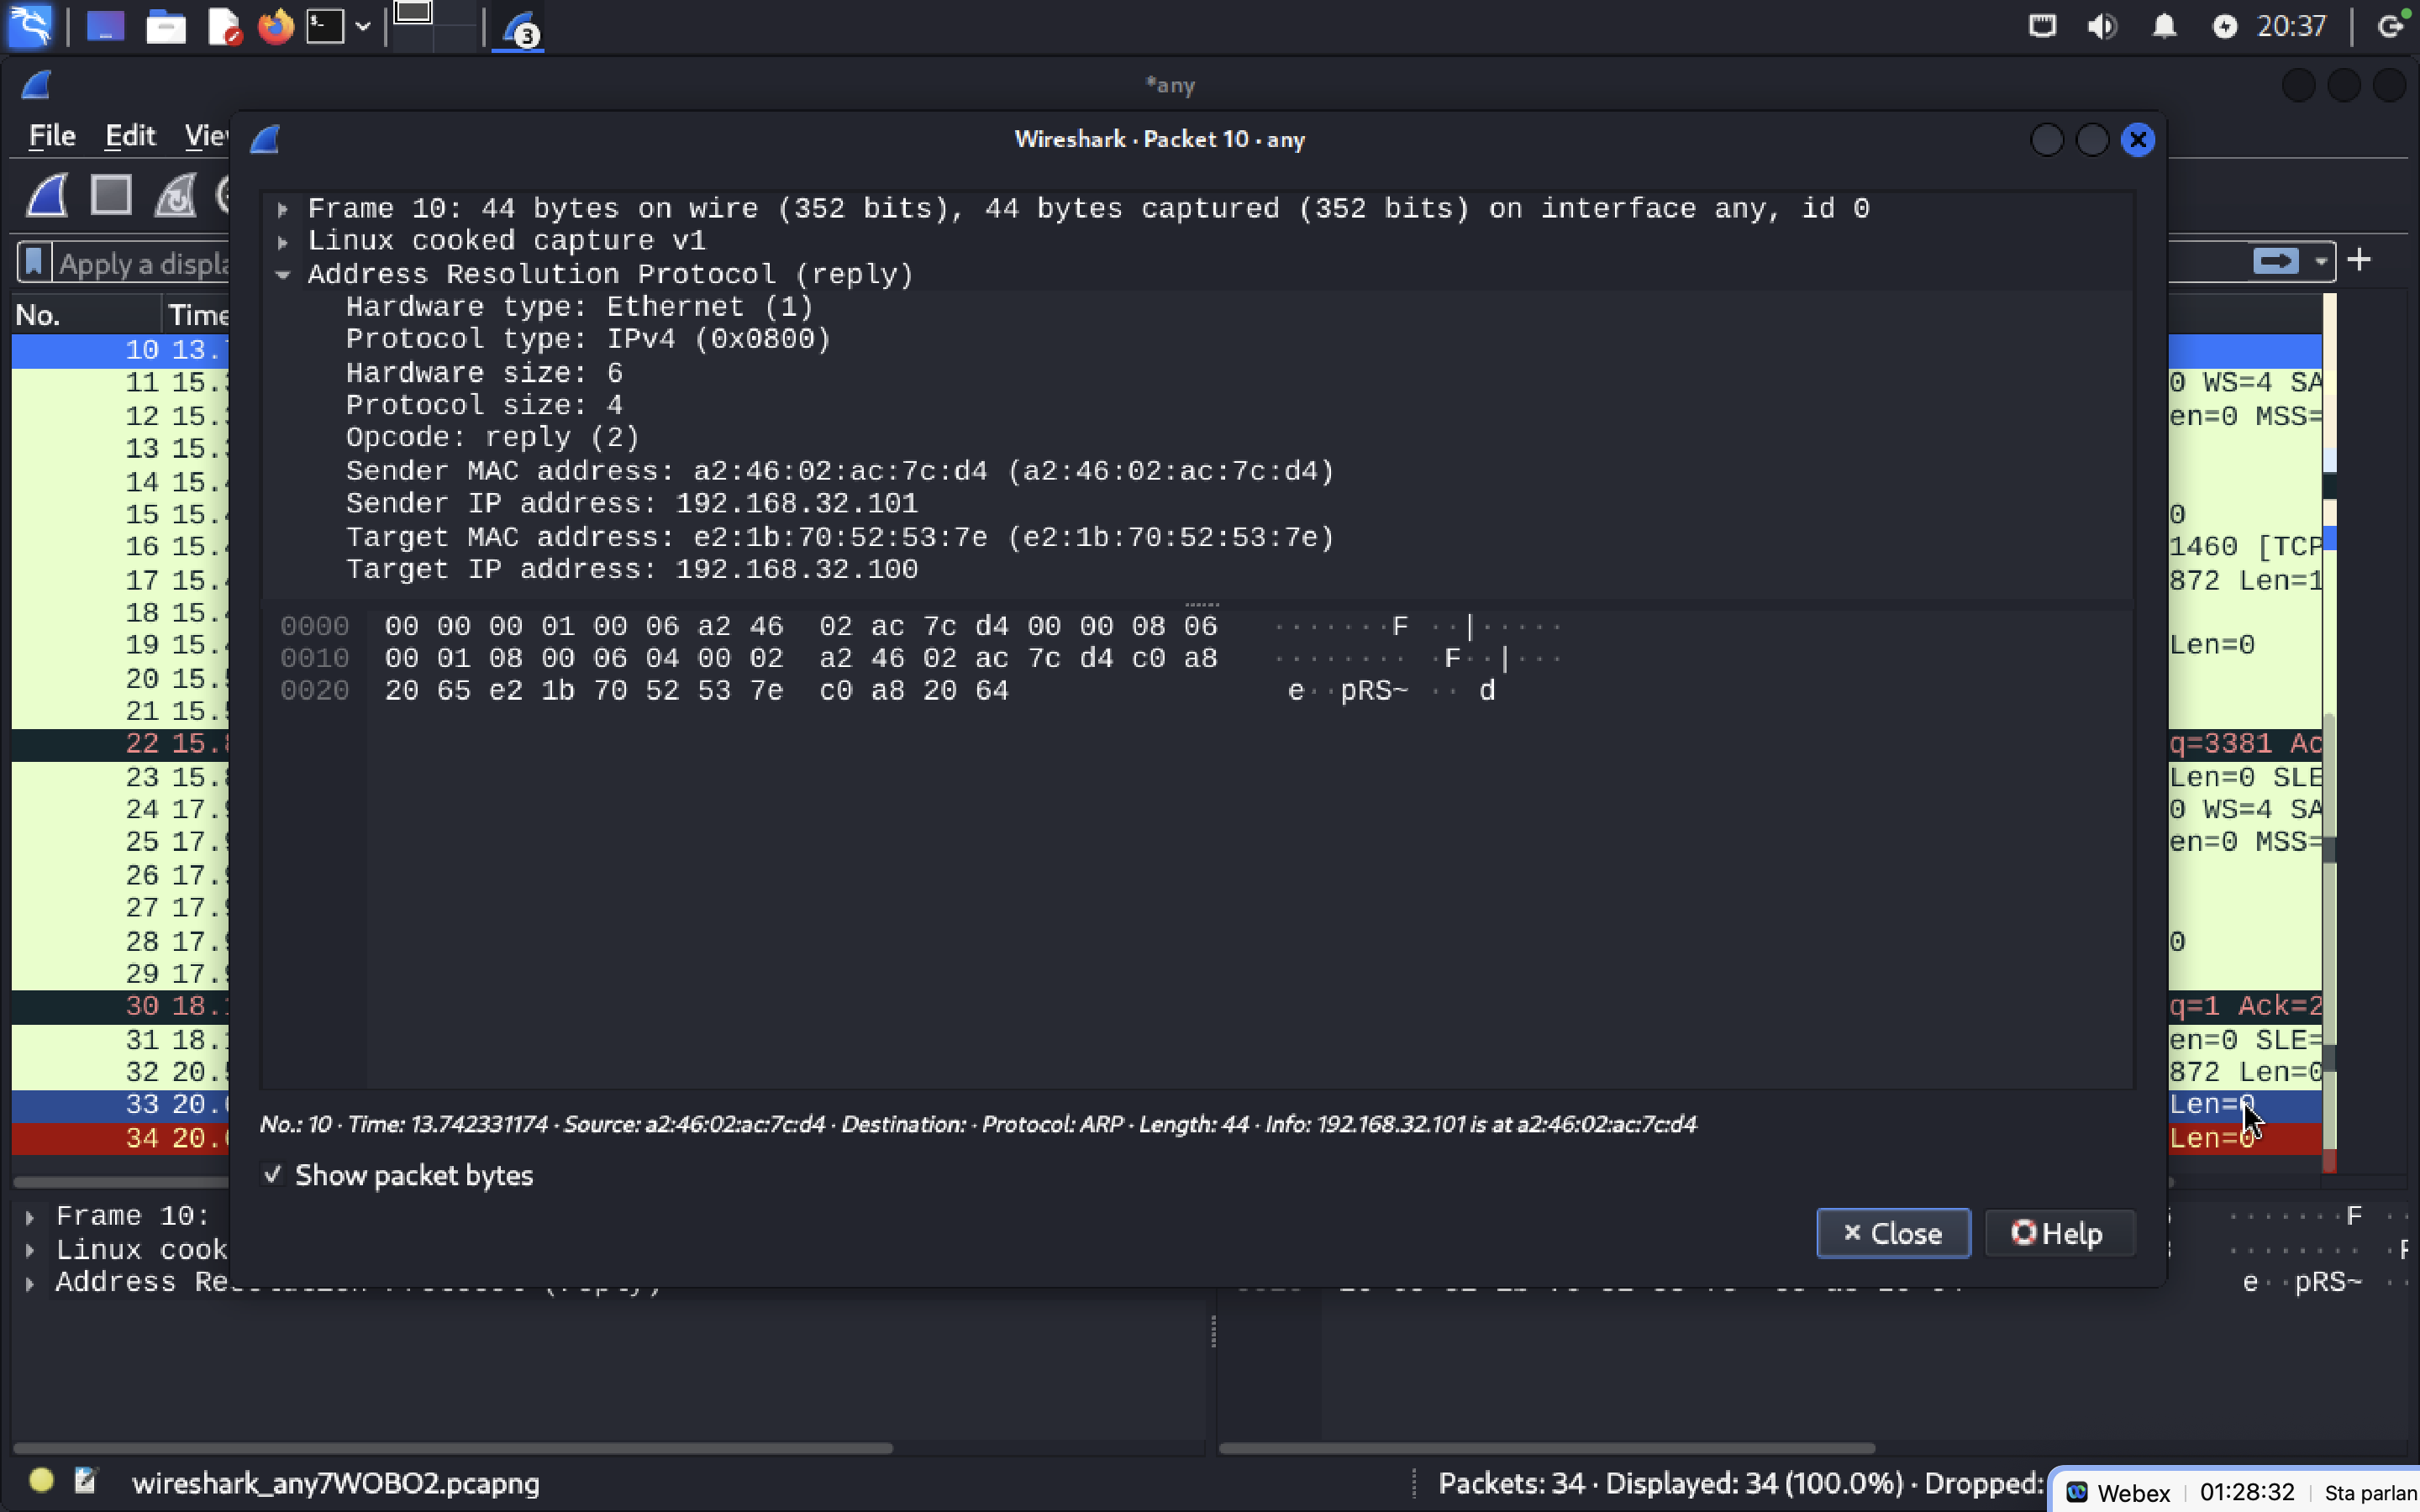 20:37
*any
File Edit Vie
Wireshark · Packet 10 · any
Frame 10: 44 bytes on wire (352 bits), 44 bytes captured (352 bits) on interface any, id 0
Linux cooked capture v1
Address Resolution Protocol (reply)
Hardware type: Ethernet (1)
Protocol type: IPv4 (0x0800)
Hardware size: 6
Protocol size: 4
Opcode: reply (2)
Sender MAC address: a2:46:02:ac:7c:d4 (a2:46:02:ac:7c:d4)
Sender IP address: 192.168.32.101
Target MAC address: e2:1b:70:52:53:7e (e2:1b:70:52:53:7e)
Target IP address: 192.168.32.100
0000 00 00 00 01 00 06 a2 46 02 ac 7c d4 00 00 08 06 ·······F ··|·····
0010 00 01 08 00 06 04 00 02 a2 46 02 ac 7c d4 c0 a8 ········ ·F··|···
0020 20 65 e2 1b 70 52 53 7e c0 a8 20 64 e··pRS~ ·· d
No.: 10 · Time: 13.742331174 · Source: a2:46:02:ac:7c:d4 · Destination: · Protocol: ARP · Length: 44 · Info: 192.168.32.101 is at a2:46:02:ac:7c:d4
Show packet bytes
Close Help
Apply a displa
No. Time
10 13.
11 15. 0 WS=4 SA
12 15. en=0 MSS=
13 15.
14 15.
15 15. 0
16 15. 1460 [TCP
17 15. 872 Len=1
18 15.
19 15. Len=0
20 15.
21 15.
22 15. q=3381 Ac
23 15. Len=0 SLE
24 17. 0 WS=4 SA
25 17. en=0 MSS=
26 17.
27 17.
28 17. 0
29 17.
30 18. q=1 Ack=2
31 18. en=0 SLE=
32 20. 872 Len=0
33 20. Len=0
34 20. Len=0
Frame 10: ·······F ··
Linux cook ········ ·F
Address Re e··pRS~ ··
wireshark_any7WOBO2.pcapng
Packets: 34 · Displayed: 34 (100.0%) · Dropped:
Webex 01:28:32 Sta parlan